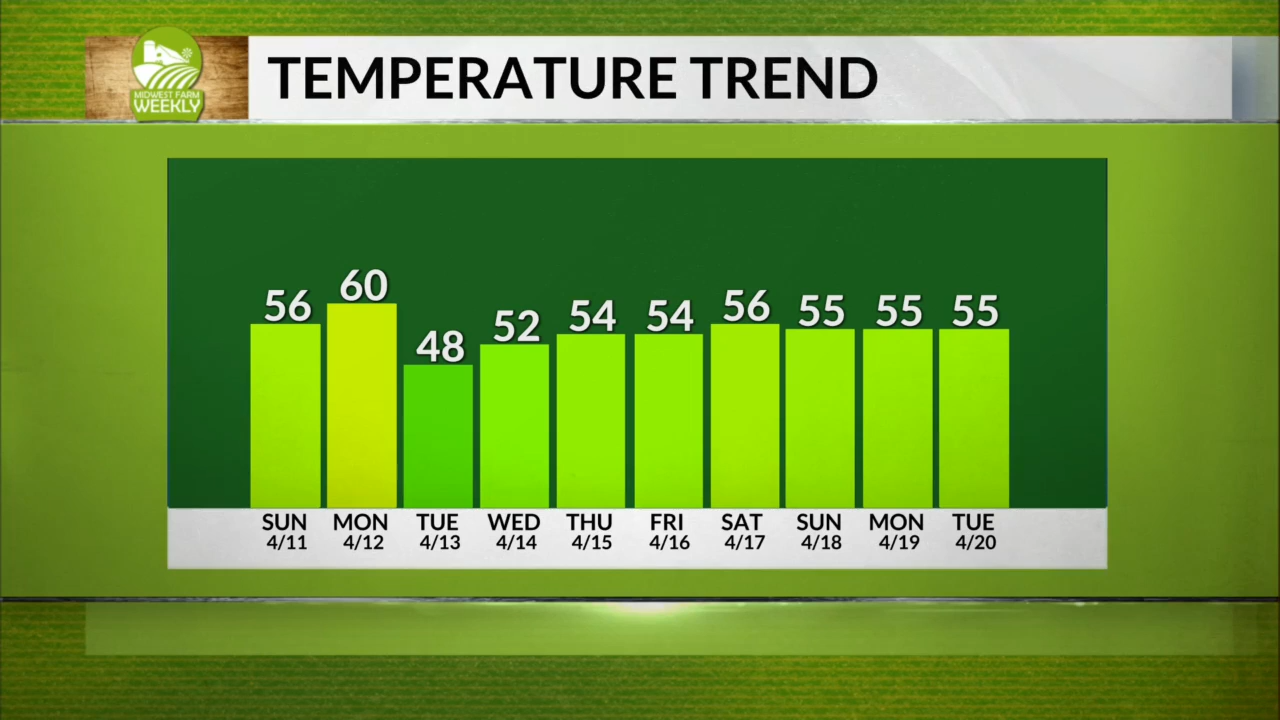 MIDWEST FARM
WEEKLY
TEMPERATURE TREND
56 60 48 52 54 54 56 55 55 55
SUN MON TUE WED THU FRI SAT SUN MON TUE
4/11 4/12 4/13 4/14 4/15 4/16 4/17 4/18 4/19 4/20